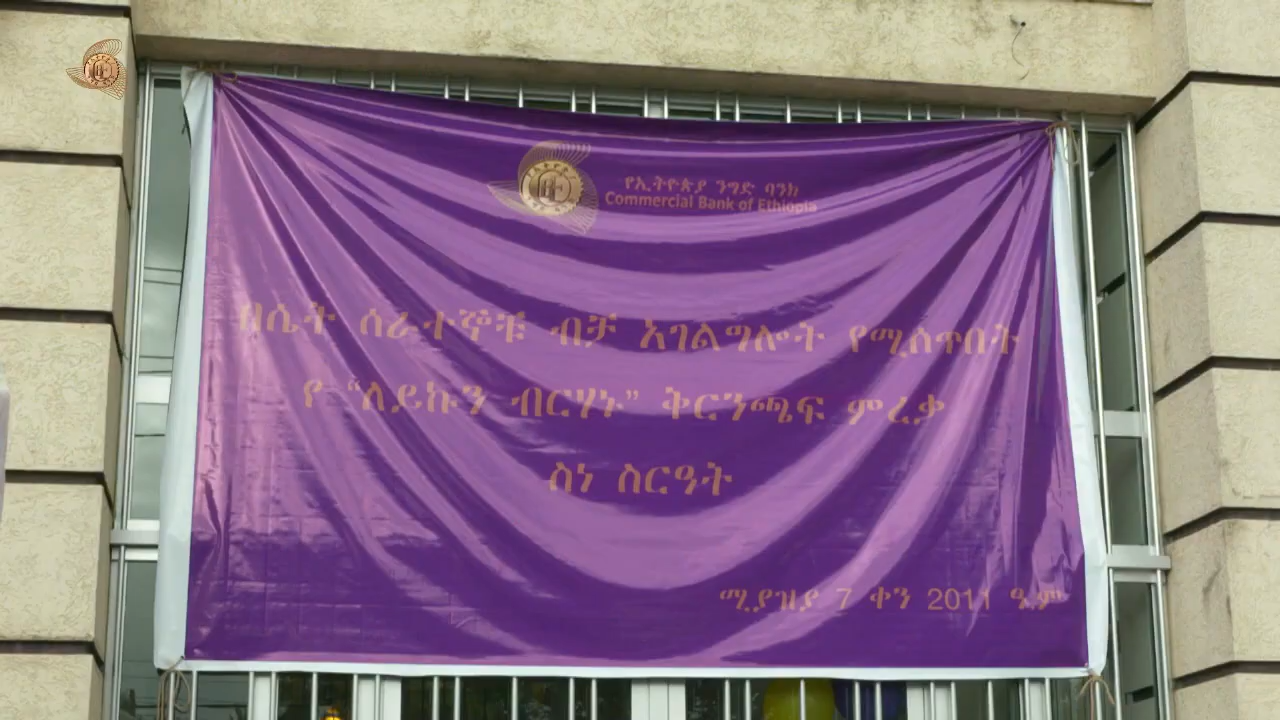 የኢትዮጵያ ንግድ ባንክ
Commercial Bank of Ethiopia
በሴት ሰራተኞቹ ብቻ አገልግሎት የሚሰጥበት
የ “ለይኩን ብርሃኑ” ቅርንጫፍ ምረቃ
ስነ ስርዓት
ሚያዝያ 7 ቀን 2011 ዓ.ም